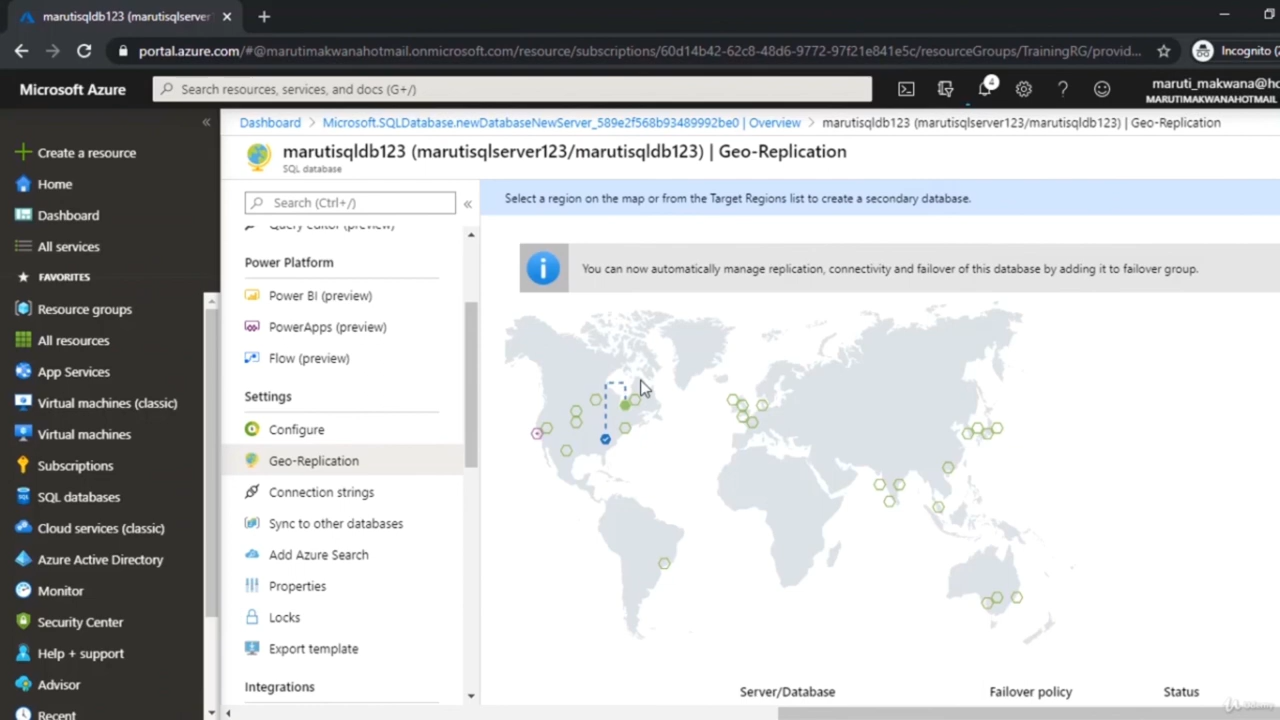 marutisqldb123 (marutisqlserver
portal.azure.com/#@marutimakwanahotmail.onmicrosoft.com/resource/subscriptions/60d14b42-62c8-48d6-9772-97f21e841e5c/resourceGroups/TrainingRG/provid...
Incognito (
Microsoft Azure
Search resources, services, and docs (G+/)
4
maruti_makwana@ho
MARUTIMAKWANAHOTMAIL
Dashboard
Microsoft.SQLDatabase.newDatabaseNewServer_589e2f568b93489992be0 | Overview
marutisqldb123 (marutisqlserver123/marutisqldb123) | Geo-Replication
marutisqldb123 (marutisqlserver123/marutisqldb123) | Geo-Replication
SQL database
Create a resource
Home
Dashboard
All services
FAVORITES
Resource groups
All resources
App Services
Virtual machines (classic)
Virtual machines
Subscriptions
SQL databases
Cloud services (classic)
Azure Active Directory
Monitor
Security Center
Help + support
Advisor
Recent
Search (Ctrl+/)
Query editor (preview)
Power Platform
Power BI (preview)
PowerApps (preview)
Flow (preview)
Settings
Configure
Geo-Replication
Connection strings
Sync to other databases
Add Azure Search
Properties
Locks
Export template
Integrations
Select a region on the map or from the Target Regions list to create a secondary database.
You can now automatically manage replication, connectivity and failover of this database by adding it to failover group.
Server/Database
Failover policy
Status
Udemy